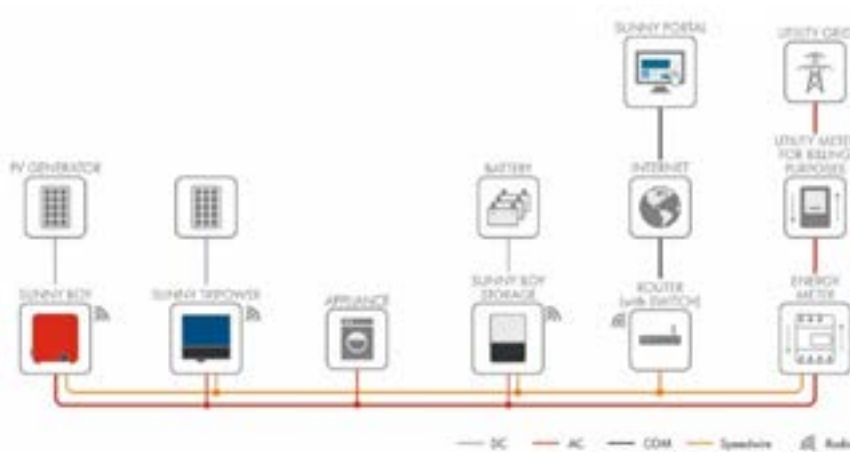 SUNNY PORTAL
UTILITY GRID
PV GENERATOR
BATTERY
INTERNET
UTILITY METER
FOR BILLING
PURPOSES
SUNNY BOY
SUNNY TRIPOWER
APPLIANCE
SUNNY BOY
STORAGE
ROUTER
(with SWITCH)
ENERGY
METER
DC
AC
COM
Speedwire
Radio